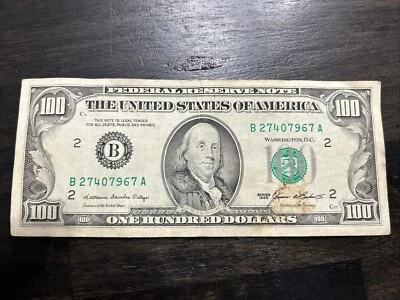 FEDERAL RESERVE NOTE
100 THE UNITED STATES OF AMERICA 100
THIS NOTE IS LEGAL TENDER
FOR ALL DEBTS, PUBLIC AND PRIVATE
B 27407967 A
2 B WASHINGTON, D.C. 2
B 27407967 A
2 SERIES 2
100 ONE HUNDRED DOLLARS 100